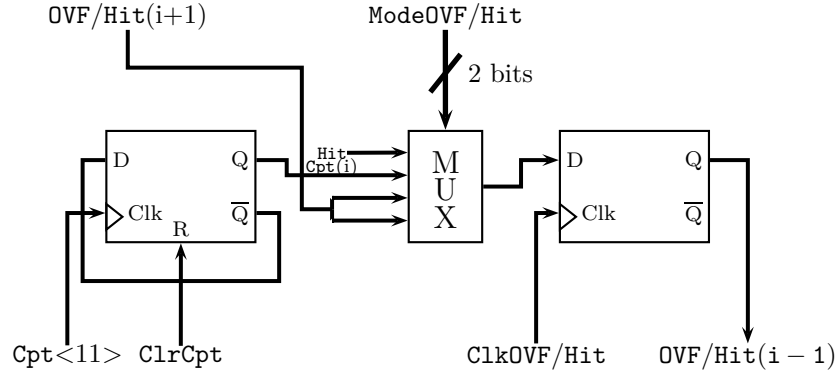 OVF/Hit(i+1)
ModeOVF/Hit
2 bits
Hit
Cpt(i)
D
Q
Clk
Q
R
M
U
X
D
Q
Clk
Q
Cpt<11>
ClrCpt
ClkOVF/Hit
OVF/Hit(i − 1)